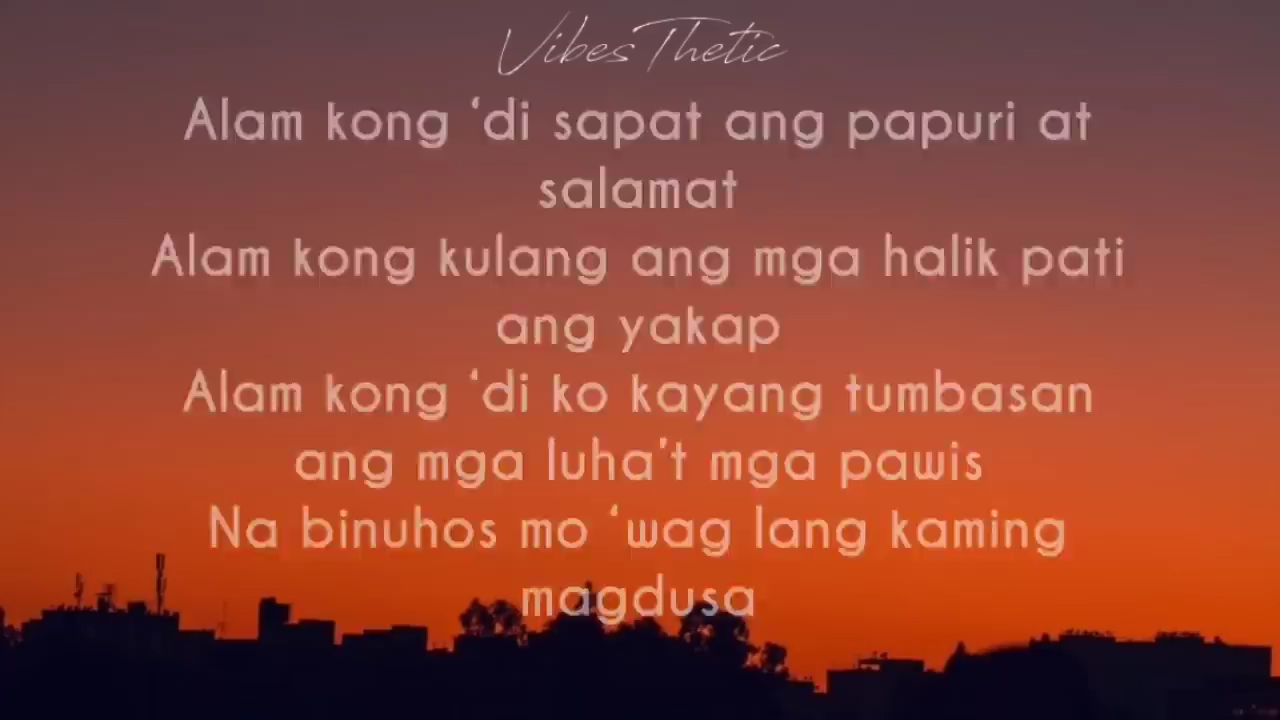 VibesThetic
Alam kong ‘di sapat ang papuri at
salamat
Alam kong kulang ang mga halik pati
ang yakap
Alam kong ‘di ko kayang tumbasan
ang mga luha't mga pawis
Na binuhos mo ‘wag lang kaming
magdusa